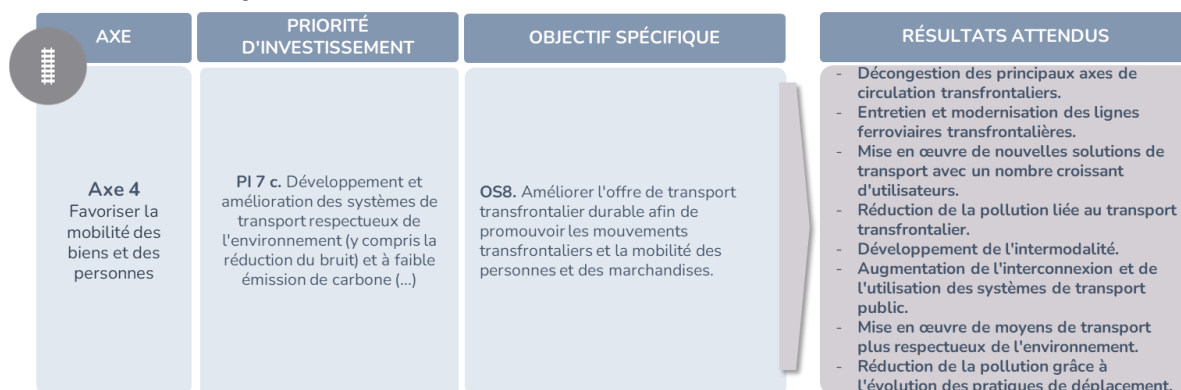 AXE
PRIORITÉ
D'INVESTISSEMENT
OBJECTIF SPÉCIFIQUE
RÉSULTATS ATTENDUS
Axe 4
Favoriser la
mobilité des
biens et des
personnes
PI 7 c. Développement et
amélioration des systèmes de
transport respectueux de
l'environnement (y compris la
réduction du bruit) et à faible
émission de carbone (...)
OS8. Améliorer l'offre de transport
transfrontalier durable afin de
promouvoir les mouvements
transfrontaliers et la mobilité des
personnes et des marchandises.
- Décongestion des principaux axes de
circulation transfrontaliers.
- Entretien et modernisation des lignes
ferroviaires transfrontalières.
- Mise en œuvre de nouvelles solutions de
transport avec un nombre croissant
d'utilisateurs.
- Réduction de la pollution liée au transport
transfrontalier.
- Développement de l'intermodalité.
- Augmentation de l'interconnexion et de
l'utilisation des systèmes de transport
public.
- Mise en œuvre de moyens de transport
plus respectueux de l'environnement.
- Réduction de la pollution grâce à
l'évolution des pratiques de déplacement.